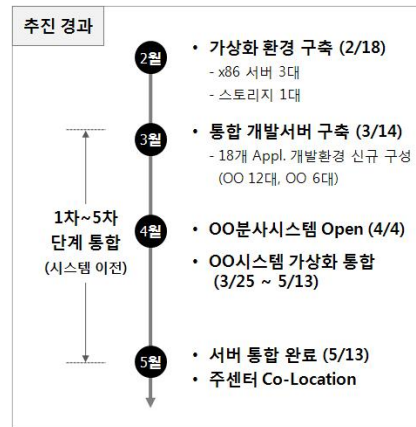 추진 경과
2월
• 가상화 환경 구축 (2/18)
- x86 서버 3대
- 스토리지 1대
3월
• 통합 개발서버 구축 (3/14)
- 18개 Appl. 개발환경 신규 구성
(OO 12대, OO 6대)
1차~5차
단계 통합
(시스템 이전)
4월
• OO분사시스템 Open (4/4)
• OO시스템 가상화 통합
(3/25 ~ 5/13)
5월
• 서버 통합 완료 (5/13)
• 주센터 Co-Location